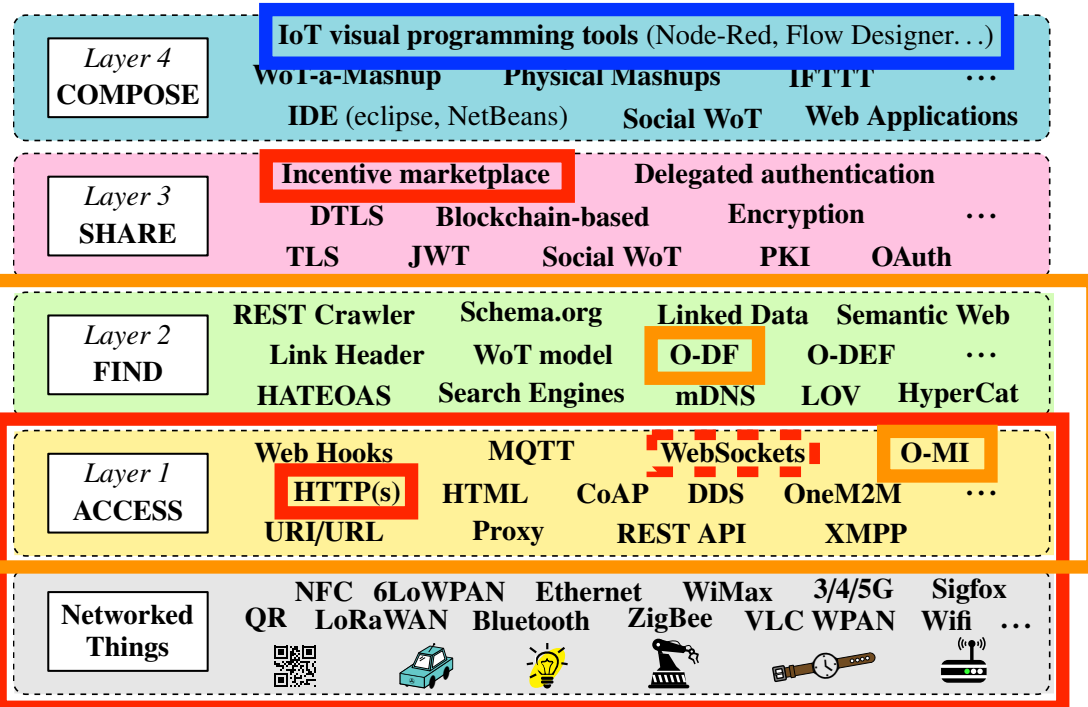 Layer 4
COMPOSE
IoT visual programming tools (Node-Red, Flow Designer...)
WoT-a-Mashup Physical Mashups IFTTT ...
IDE (eclipse, NetBeans) Social WoT Web Applications
Layer 3
SHARE
Incentive marketplace Delegated authentication
DTLS Blockchain-based Encryption ...
TLS JWT Social WoT PKI OAuth
Layer 2
FIND
REST Crawler Schema.org Linked Data Semantic Web
Link Header WoT model O-DF O-DEF ...
HATEOAS Search Engines mDNS LOV HyperCat
Layer 1
ACCESS
Web Hooks MQTT WebSockets O-MI
HTTP(s) HTML CoAP DDS OneM2M ...
URI/URL Proxy REST API XMPP
Networked
Things
NFC 6LoWPAN Ethernet WiMax 3/4/5G Sigfox
QR LoRaWAN Bluetooth ZigBee VLC WPAN Wifi ...